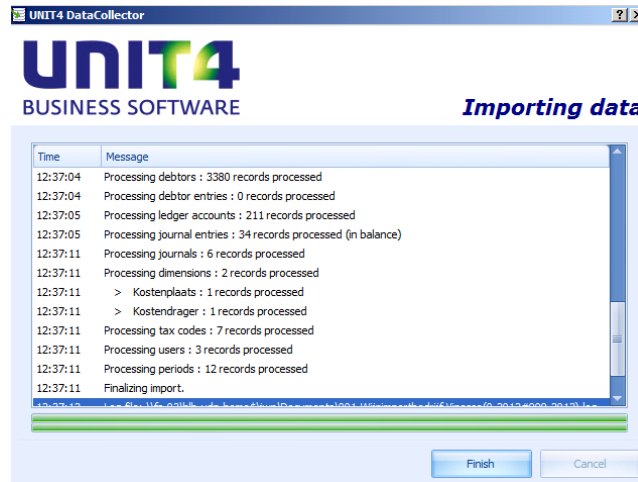 UNIT4 DataCollector
UNIT4
BUSINESS SOFTWARE
Importing data
Time Message
12:37:04 Processing debtors : 3380 records processed
12:37:04 Processing debtor entries : 0 records processed
12:37:05 Processing ledger accounts : 211 records processed
12:37:05 Processing journal entries : 34 records processed (in balance)
12:37:11 Processing journals : 6 records processed
12:37:11 Processing dimensions : 2 records processed
12:37:11 > Kostenplaats : 1 records processed
12:37:11 > Kostendrager : 1 records processed
12:37:11 Processing tax codes : 7 records processed
12:37:11 Processing users : 3 records processed
12:37:11 Processing periods : 12 records processed
12:37:11 Finalizing import.
12:37:12 Log file:
Finish Cancel